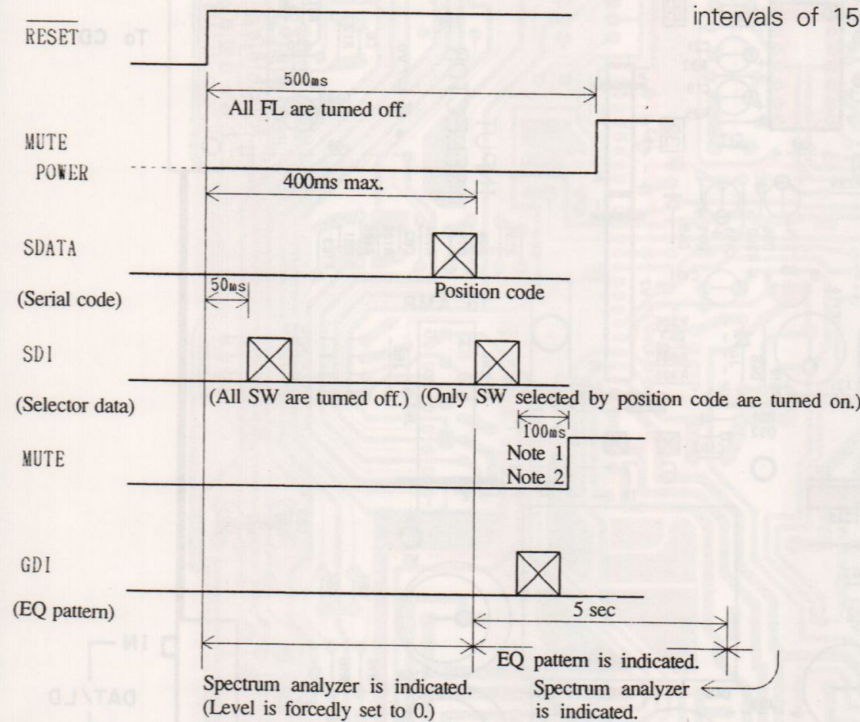 intervals of 15
RESET
500ms
All FL are turned off.
MUTE
POWER
400ms max.
SDATA
(Serial code)
50ms
Position code
SDI
(Selector data)
(All SW are turned off.) (Only SW selected by position code are turned on.)
100ms
MUTE
Note 1
Note 2
GDI
(EQ pattern)
5 sec
EQ pattern is indicated.
Spectrum analyzer is indicated.
(Level is forcedly set to 0.)
Spectrum analyzer
is indicated.
To CD
IN
DAT/LD